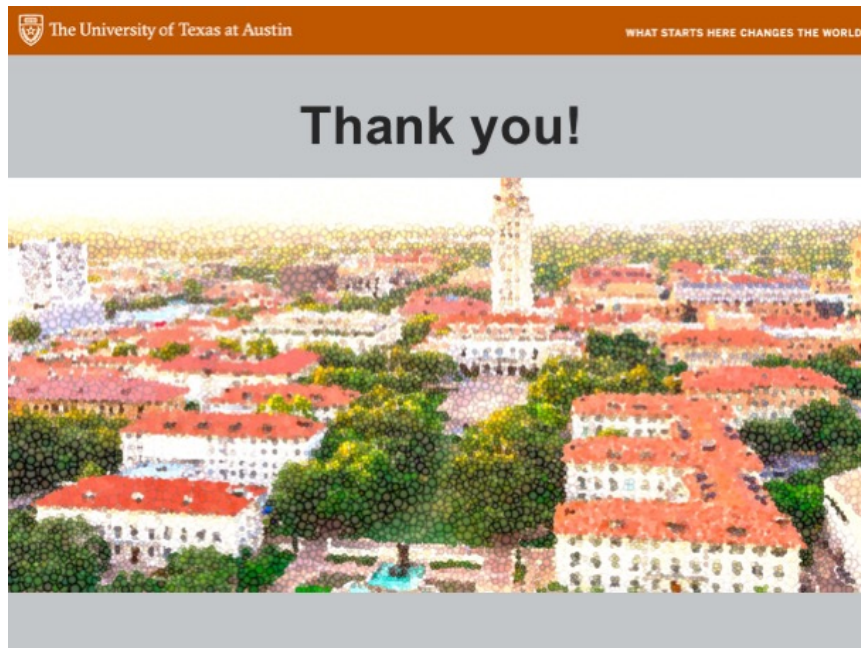 The University of Texas at Austin
WHAT STARTS HERE CHANGES THE WORLD
Thank you!